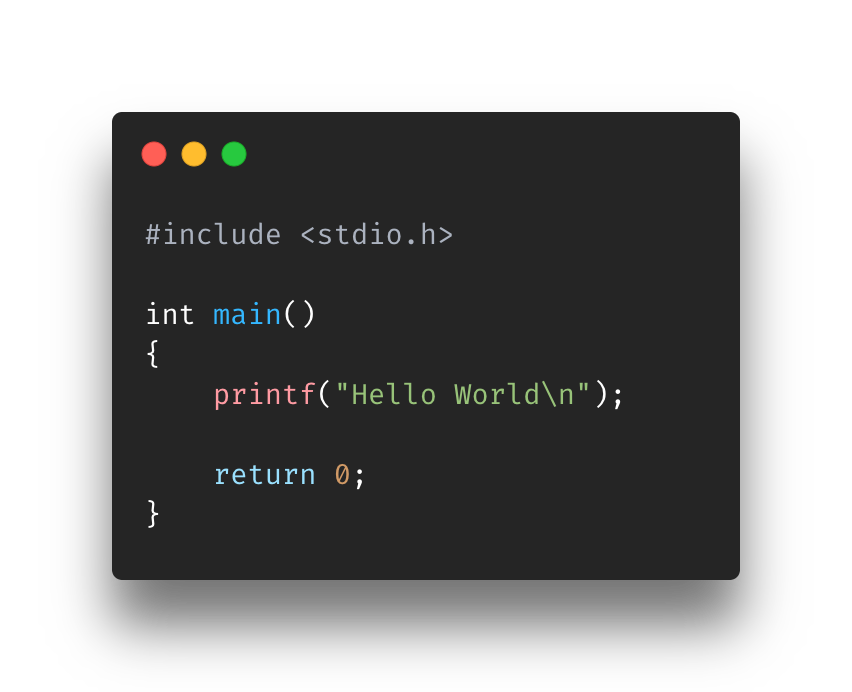 #include <stdio.h>

int main()
{
    printf("Hello World\n");

    return 0;
}